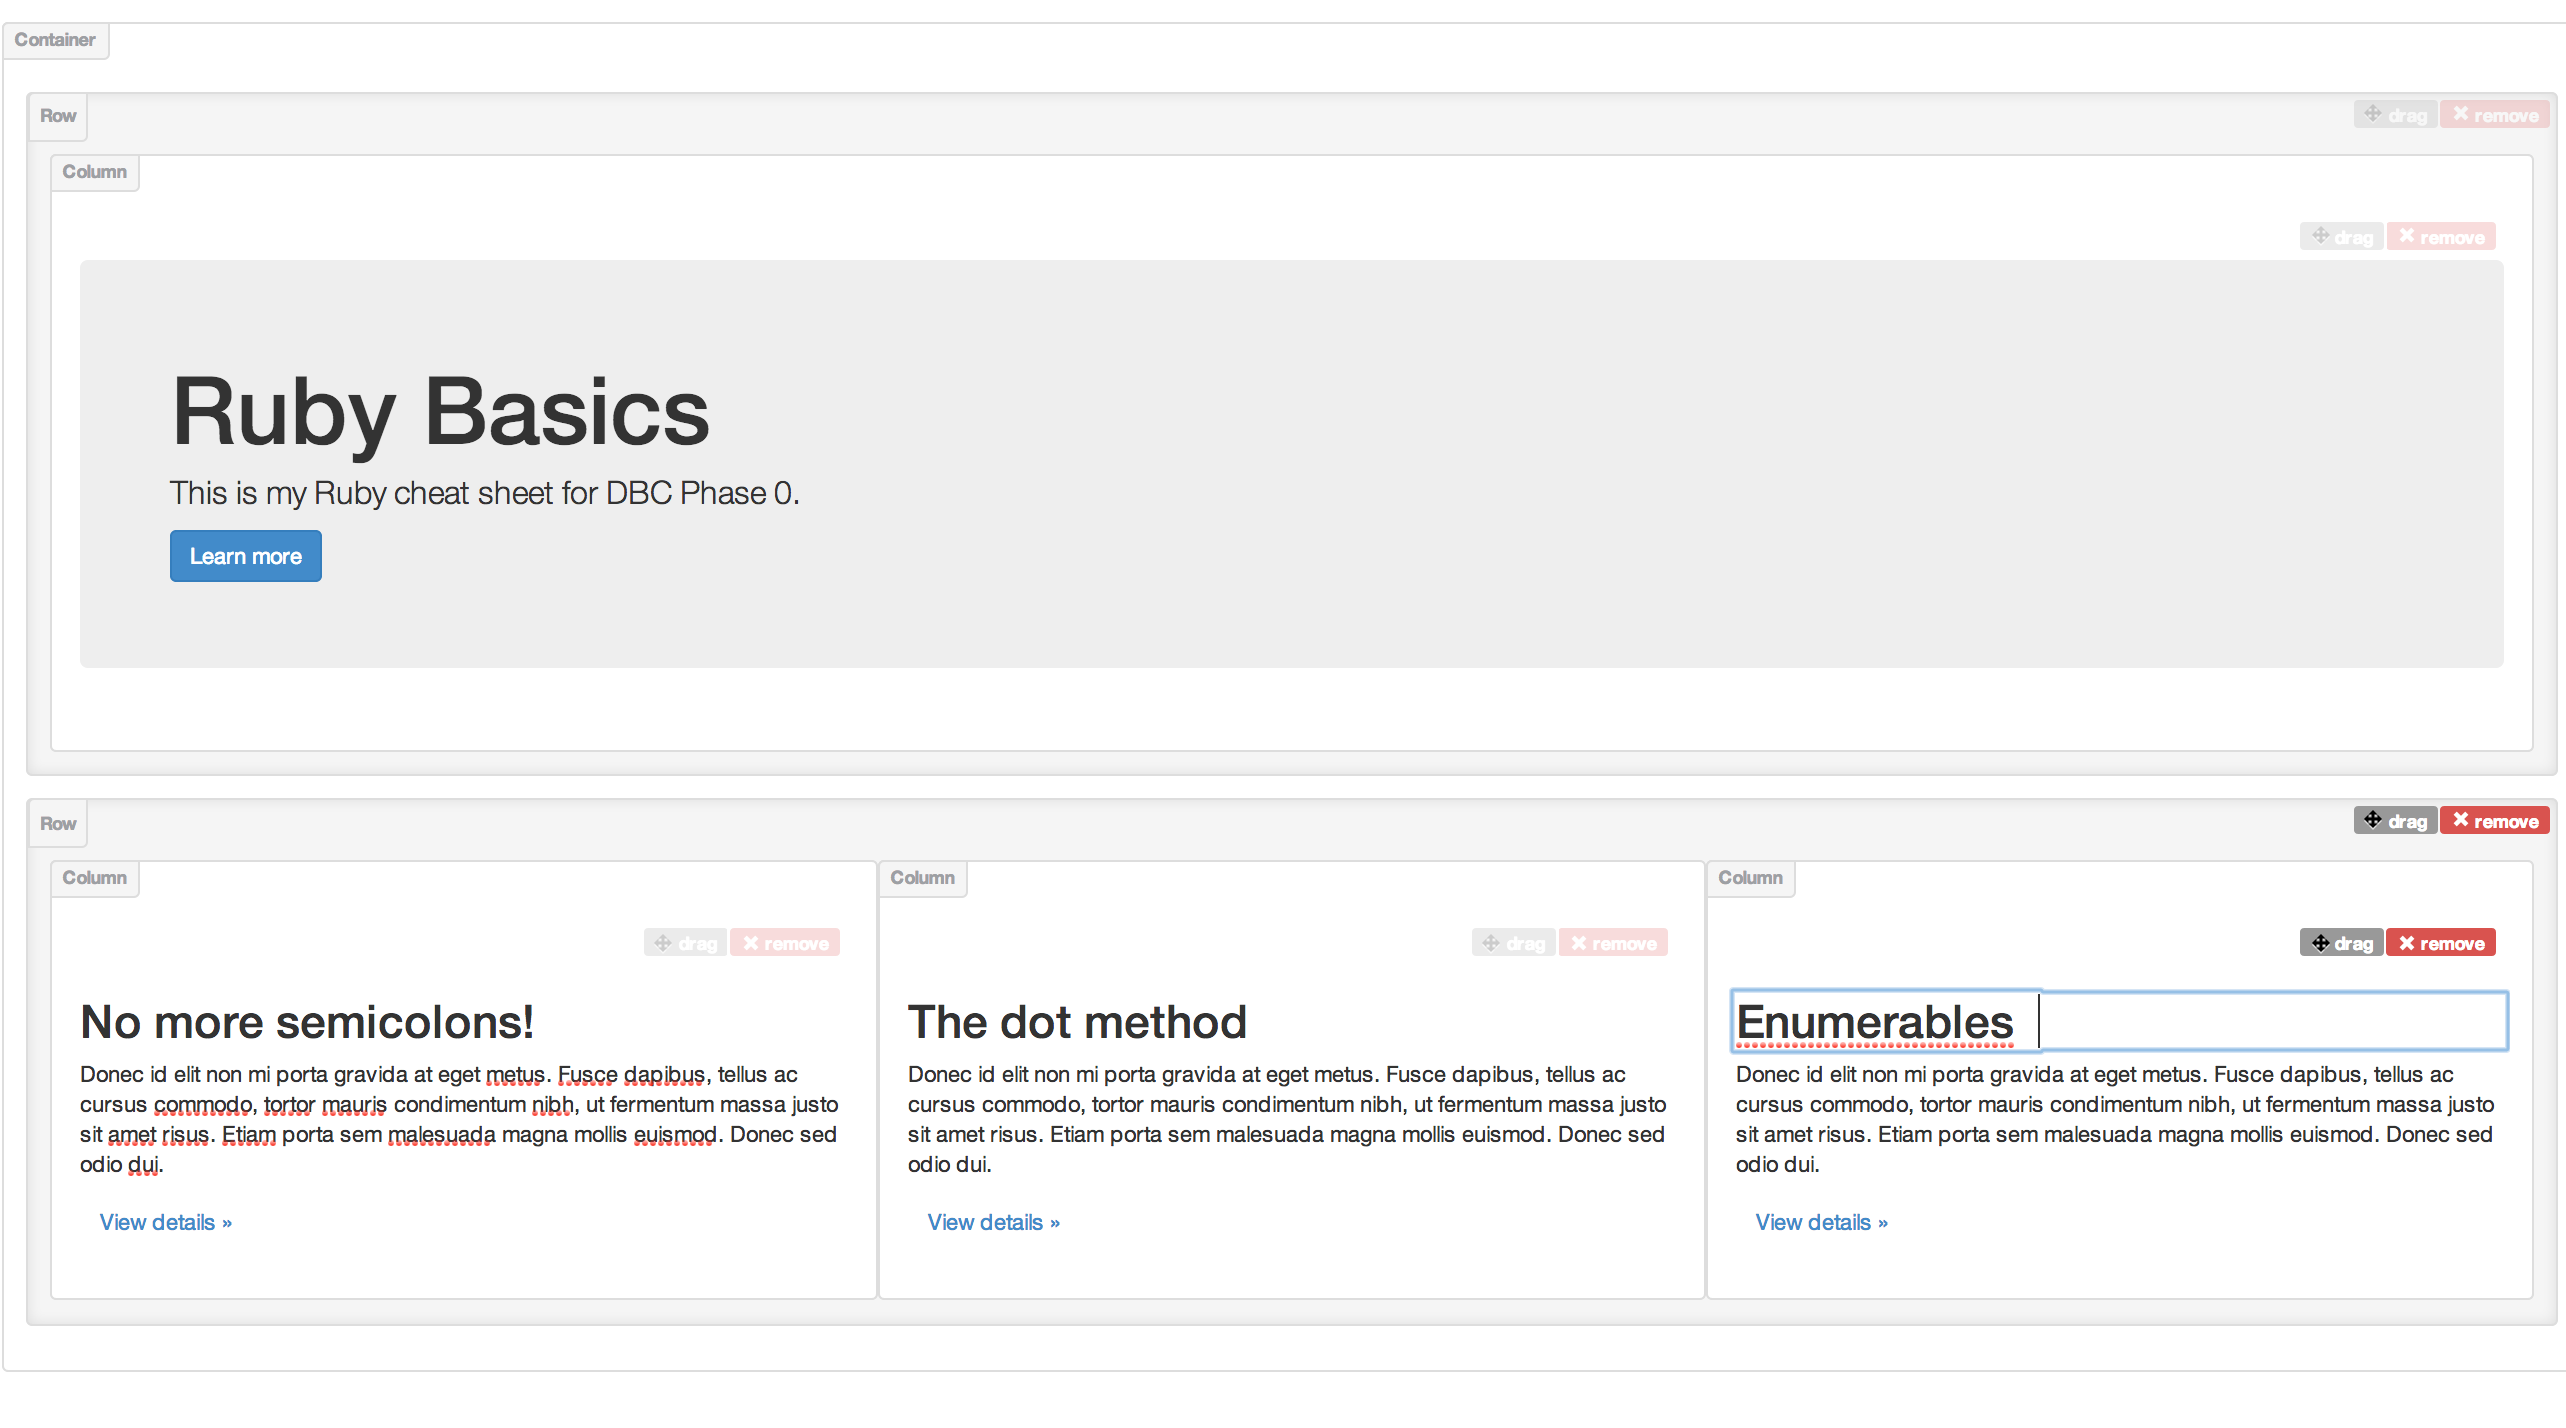 Container
Row
drag remove
Column
drag remove
Ruby Basics
This is my Ruby cheat sheet for DBC Phase 0.
Learn more
Row
drag remove
Column
drag remove
No more semicolons!
Donec id elit non mi porta gravida at eget metus. Fusce dapibus, tellus ac
cursus commodo, tortor mauris condimentum nibh, ut fermentum massa justo
sit amet risus. Etiam porta sem malesuada magna mollis euismod. Donec sed
odio dui.
View details »
Column
drag remove
The dot method
Donec id elit non mi porta gravida at eget metus. Fusce dapibus, tellus ac
cursus commodo, tortor mauris condimentum nibh, ut fermentum massa justo
sit amet risus. Etiam porta sem malesuada magna mollis euismod. Donec sed
odio dui.
View details »
Column
drag remove
Enumerables
Donec id elit non mi porta gravida at eget metus. Fusce dapibus, tellus ac
cursus commodo, tortor mauris condimentum nibh, ut fermentum massa justo
sit amet risus. Etiam porta sem malesuada magna mollis euismod. Donec sed
odio dui.
View details »